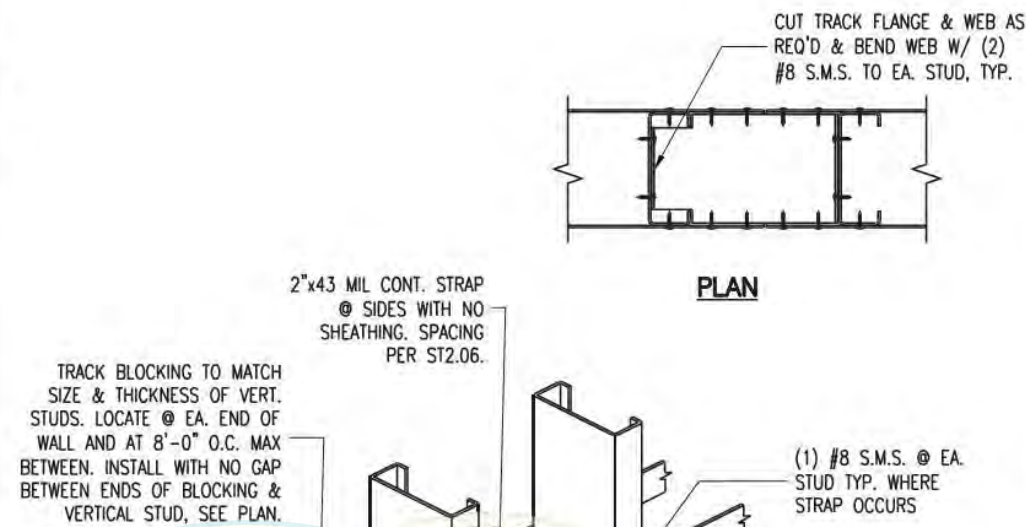 CUT TRACK FLANGE & WEB AS
REQ'D & BEND WEB W/ (2)
#8 S.M.S. TO EA. STUD, TYP.
PLAN
2"x43 MIL CONT. STRAP
@ SIDES WITH NO
SHEATHING. SPACING
PER ST2.06.
TRACK BLOCKING TO MATCH
SIZE & THICKNESS OF VERT.
STUDS. LOCATE @ EA. END OF
WALL AND AT 8'-0" O.C. MAX
BETWEEN. INSTALL WITH NO GAP
BETWEEN ENDS OF BLOCKING &
VERTICAL STUD, SEE PLAN.
(1) #8 S.M.S. @ EA.
STUD TYP. WHERE
STRAP OCCURS